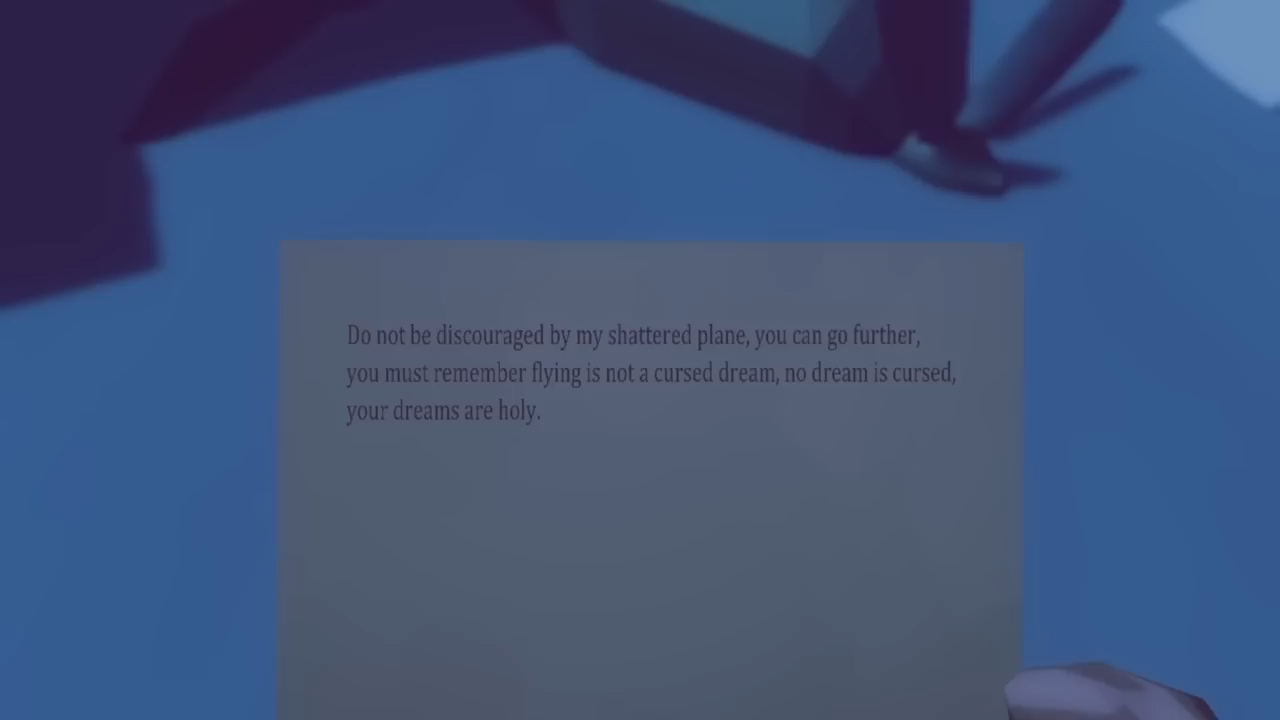 Do not be discouraged by my shattered plane, you can go further,
you must remember flying is not a cursed dream, no dream is cursed,
your dreams are holy.